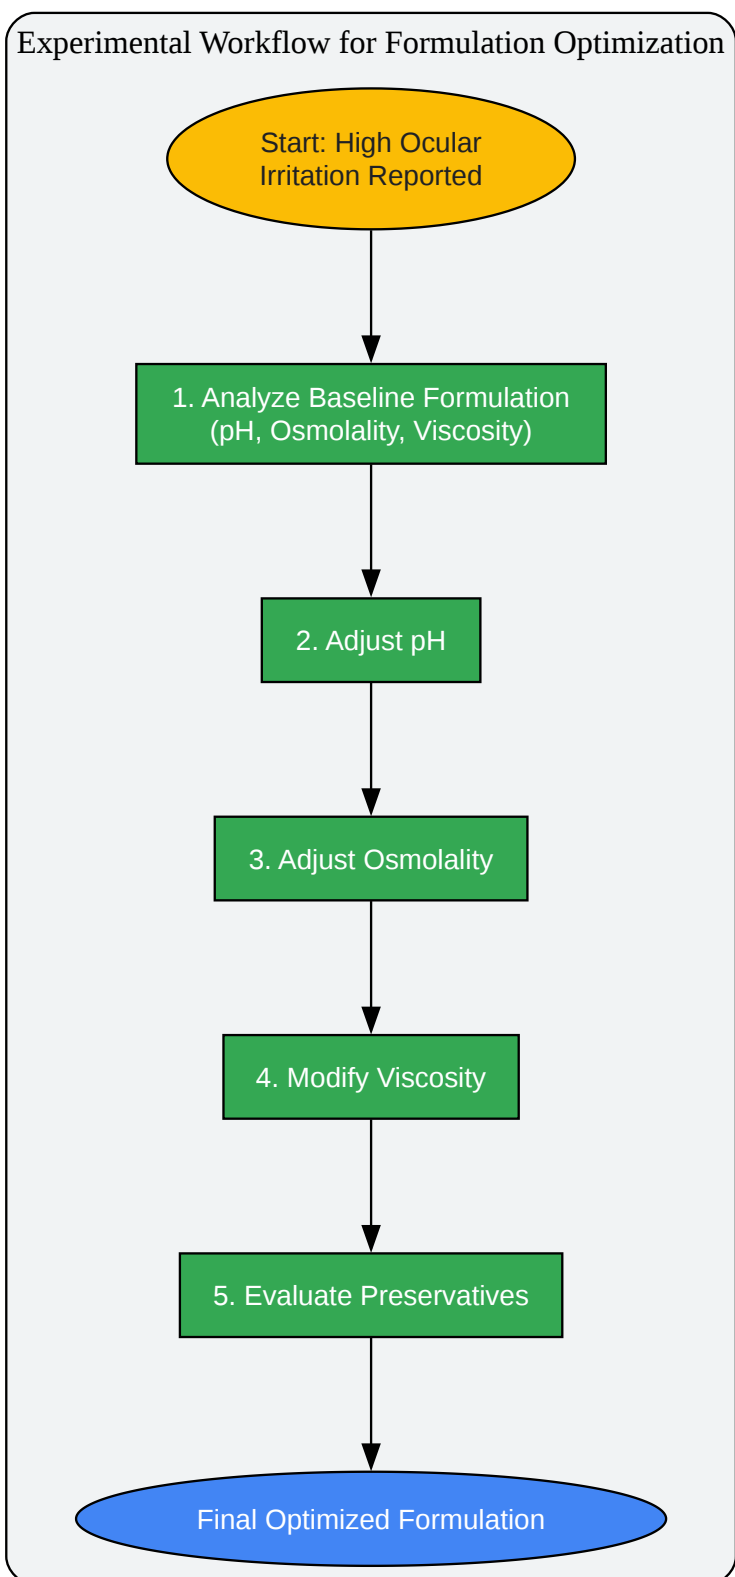 Experimental Workflow for Formulation Optimization
Start: High Ocular
Irritation Reported
1. Analyze Baseline Formulation
(pH, Osmolality, Viscosity)
2. Adjust pH
3. Adjust Osmolality
4. Modify Viscosity
5. Evaluate Preservatives
Final Optimized Formulation